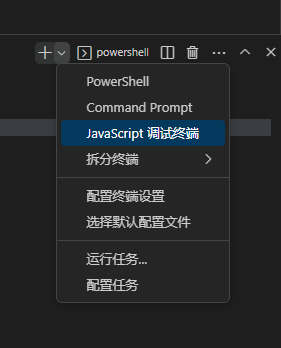 powershell
PowerShell
Command Prompt
JavaScript 调试终端
拆分终端
配置终端设置
选择默认配置文件
运行任务...
配置任务